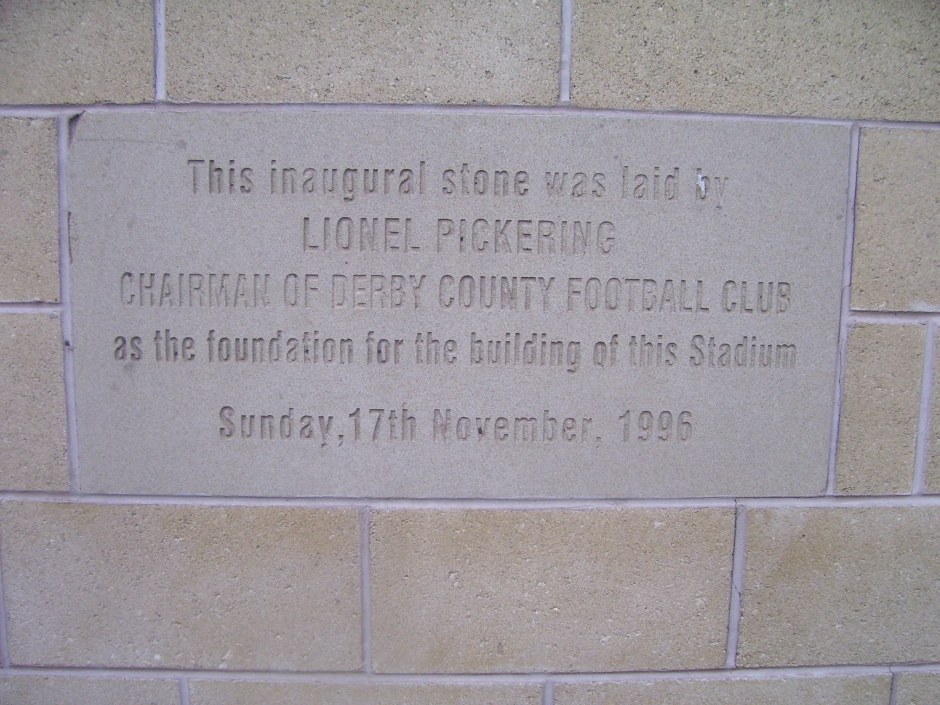 This inaugural stone was laid by
LIONEL PICKERING
CHAIRMAN OF DERBY COUNTY FOOTBALL CLUB
as the foundation for the building of this Stadium
Sunday,17th November, 1996